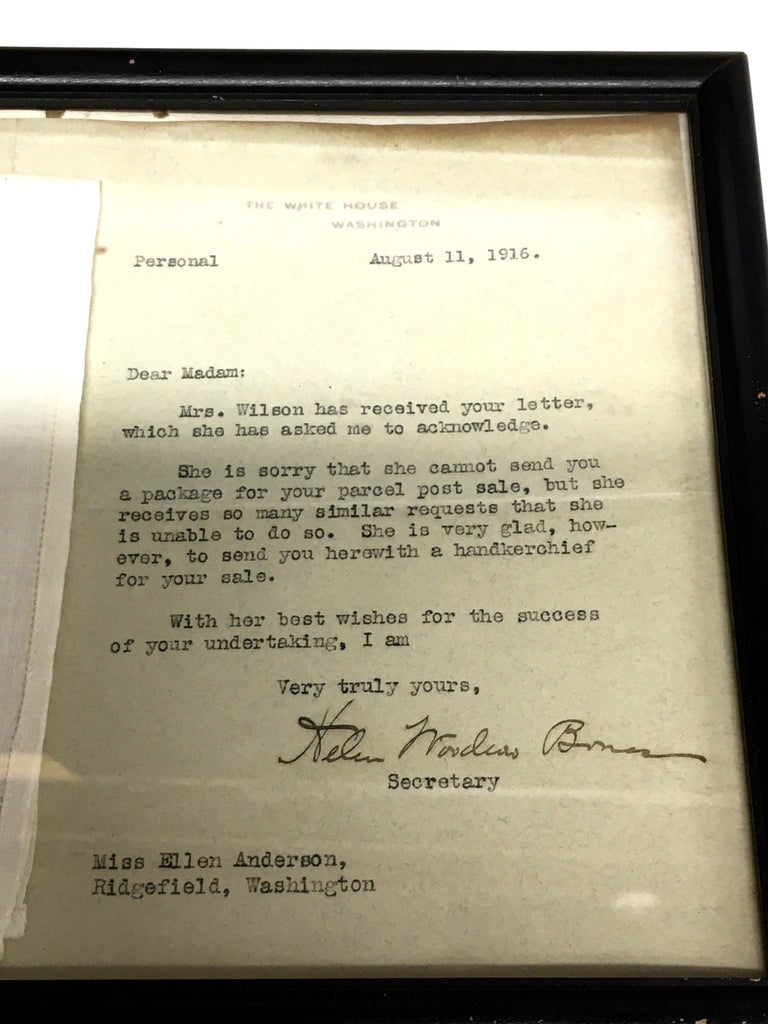 THE WHITE HOUSE
WASHINGTON
Personal August 11, 1916.
Dear Madam:
Mrs. Wilson has received your letter,
which she has asked me to acknowledge.
She is sorry that she cannot send you
a package for your parcel post sale, but she
receives so many similar requests that she
is unable to do so. She is very glad, how-
ever, to send you herewith a handkerchief
for your sale.
With her best wishes for the success
of your undertaking, I am
Very truly yours,
Helen Woodrow Bones
Secretary
Miss Ellen Anderson,
Ridgefield, Washington